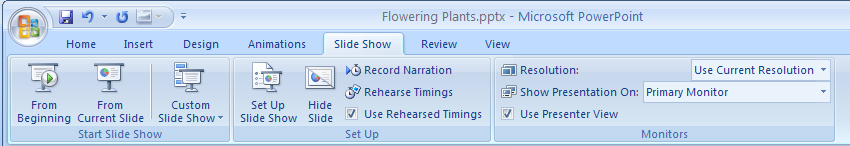 Flowering Plants.pptx - Microsoft PowerPoint
Home Insert Design Animations Slide Show Review View
From Beginning
From Current Slide
Custom Slide Show
Start Slide Show
Set Up Slide Show
Hide Slide
Record Narration
Rehearse Timings
Use Rehearsed Timings
Set Up
Resolution: Use Current Resolution
Show Presentation On: Primary Monitor
Use Presenter View
Monitors